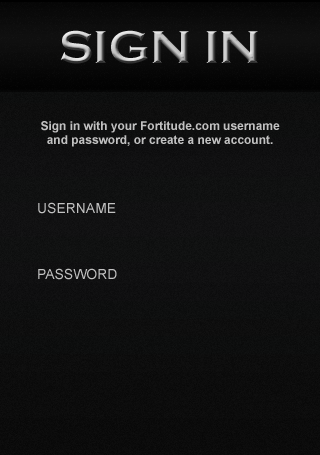 SIGN IN
Sign in with your Fortitude.com username
and password, or create a new account.
USERNAME
PASSWORD